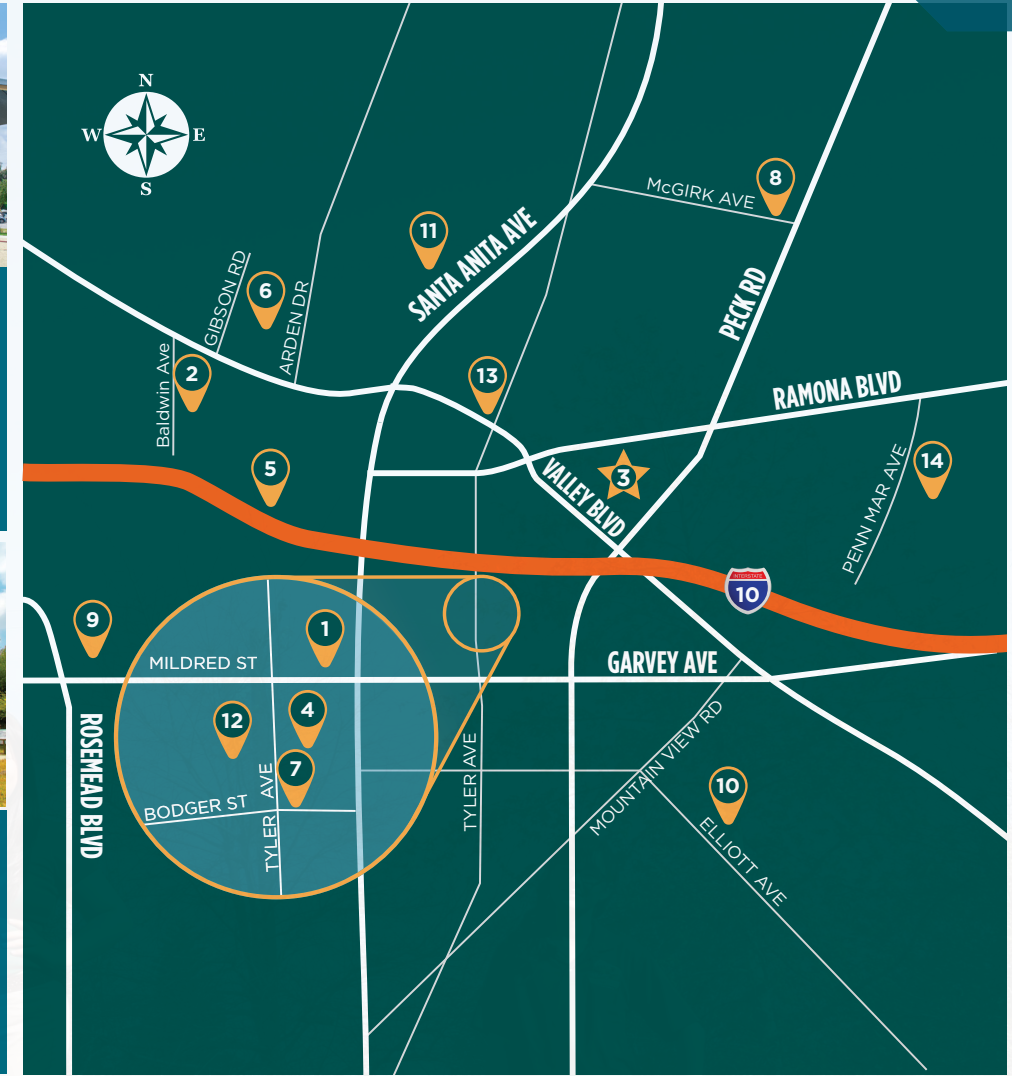 N
W E
S
8
McGIRK AVE
11
SANTA ANITA AVE
GIBSON RD
6
ARDEN DR
PECK RD
Baldwin Ave
2
13
RAMONA BLVD
5
VALLEY BLVD
3
PENN MAR AVE
14
INTERSTATE
10
9
1
MILDRED ST
GARVEY AVE
12
4
ROSEMEAD BLVD
7
TYLER AVE
BODGER ST
TYLER AVE
MOUNTAIN VIEW RD
10
ELLIOTT AVE